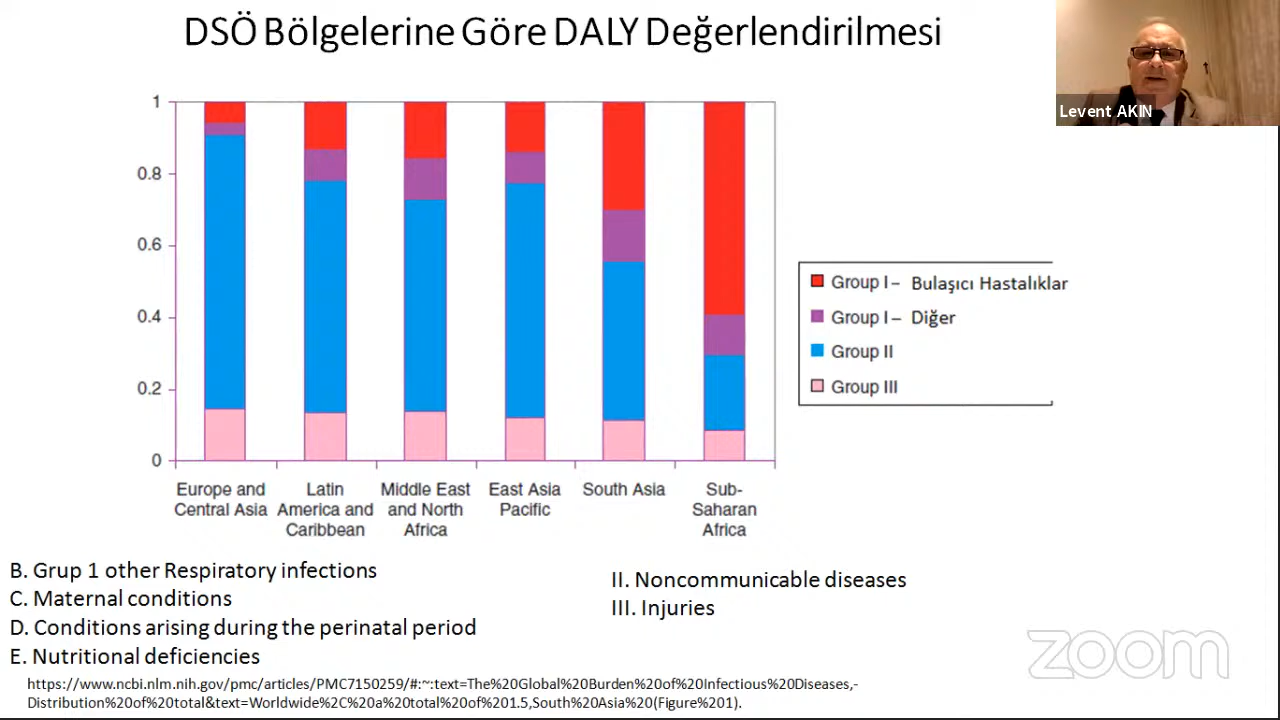 DSÖ Bölgelerine Göre DALY Değerlendirilmesi
Levent AKIN
1
0.8
0.6
0.4
0.2
0
Europe and
Central Asia
Latin
America and
Caribbean
Middle East
and North
Africa
East Asia
Pacific
South Asia
Sub-
Saharan
Africa
Group I – Bulaşıcı Hastalıklar
Group I – Diğer
Group II
Group III
B. Grup 1 other Respiratory infections
C. Maternal conditions
D. Conditions arising during the perinatal period
E. Nutritional deficiencies
II. Noncommunicable diseases
III. Injuries
https://www.ncbi.nlm.nih.gov/pmc/articles/PMC7150259/#:~:text=The%20Global%20Burden%20of%20Infectious%20Diseases,-
Distribution%20of%20total&text=Worldwide%2C%20a%20total%20of%201.5,South%20Asia%20(Figure%201).
zoom